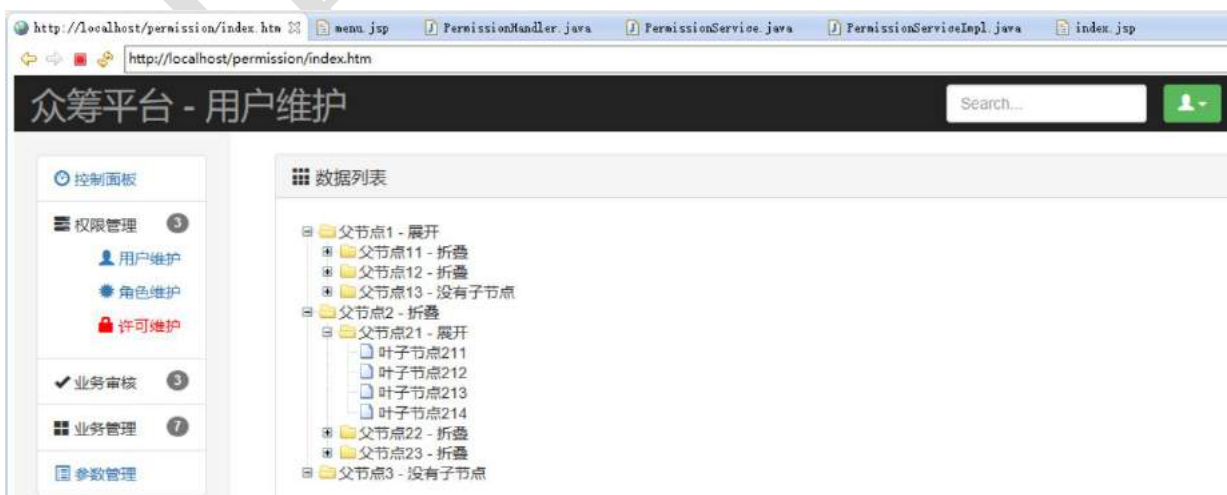 http://localhost/permission/index.htm menu.jsp PermissionHandler.java PermissionService.java PermissionServiceImpl.java index.jsp
http://localhost/permission/index.htm
众筹平台 - 用户维护 Search...
控制面板
数据列表
权限管理 3
用户维护
角色维护
许可维护
业务审核 3
业务管理 7
参数管理
父节点1 - 展开
父节点11 - 折叠
父节点12 - 折叠
父节点13 - 没有子节点
父节点2 - 折叠
父节点21 - 展开
叶子节点211
叶子节点212
叶子节点213
叶子节点214
父节点22 - 折叠
父节点23 - 折叠
父节点3 - 没有子节点